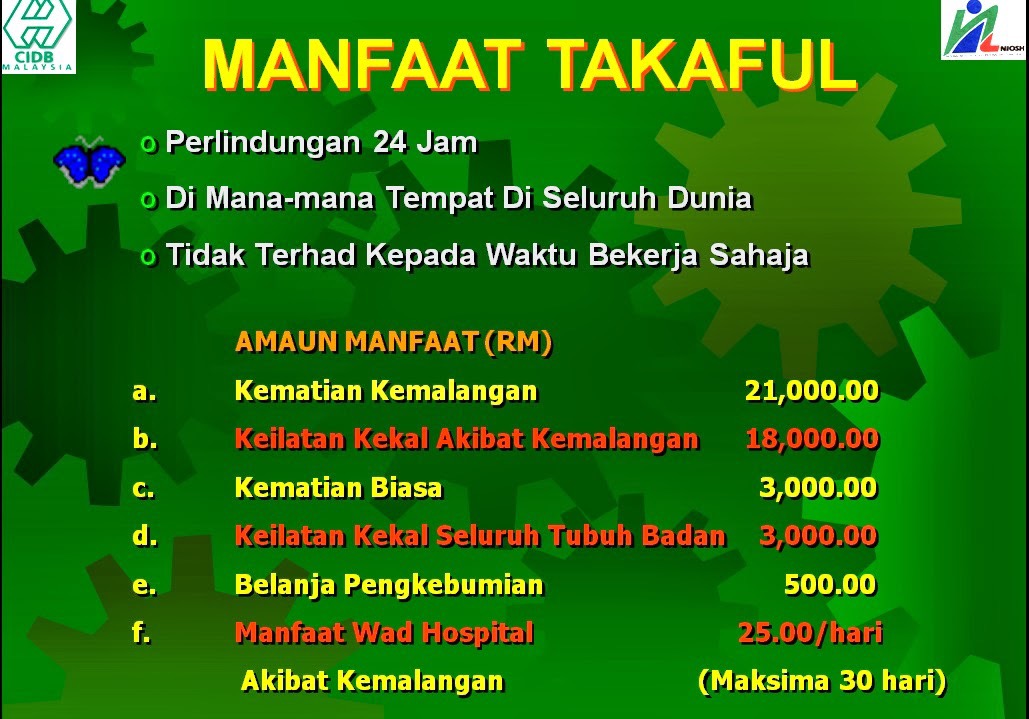 CIDB
MALAYSIA
NIOSH
MANFAAT TAKAFUL
o Perlindungan 24 Jam
o Di Mana-mana Tempat Di Seluruh Dunia
o Tidak Terhad Kepada Waktu Bekerja Sahaja
AMAUN MANFAAT (RM)
a. Kematian Kemalangan 21,000.00
b. Keilatan Kekal Akibat Kemalangan 18,000.00
c. Kematian Biasa 3,000.00
d. Keilatan Kekal Seluruh Tubuh Badan 3,000.00
e. Belanja Pengkebumian 500.00
f. Manfaat Wad Hospital 25.00/hari
Akibat Kemalangan (Maksima 30 hari)